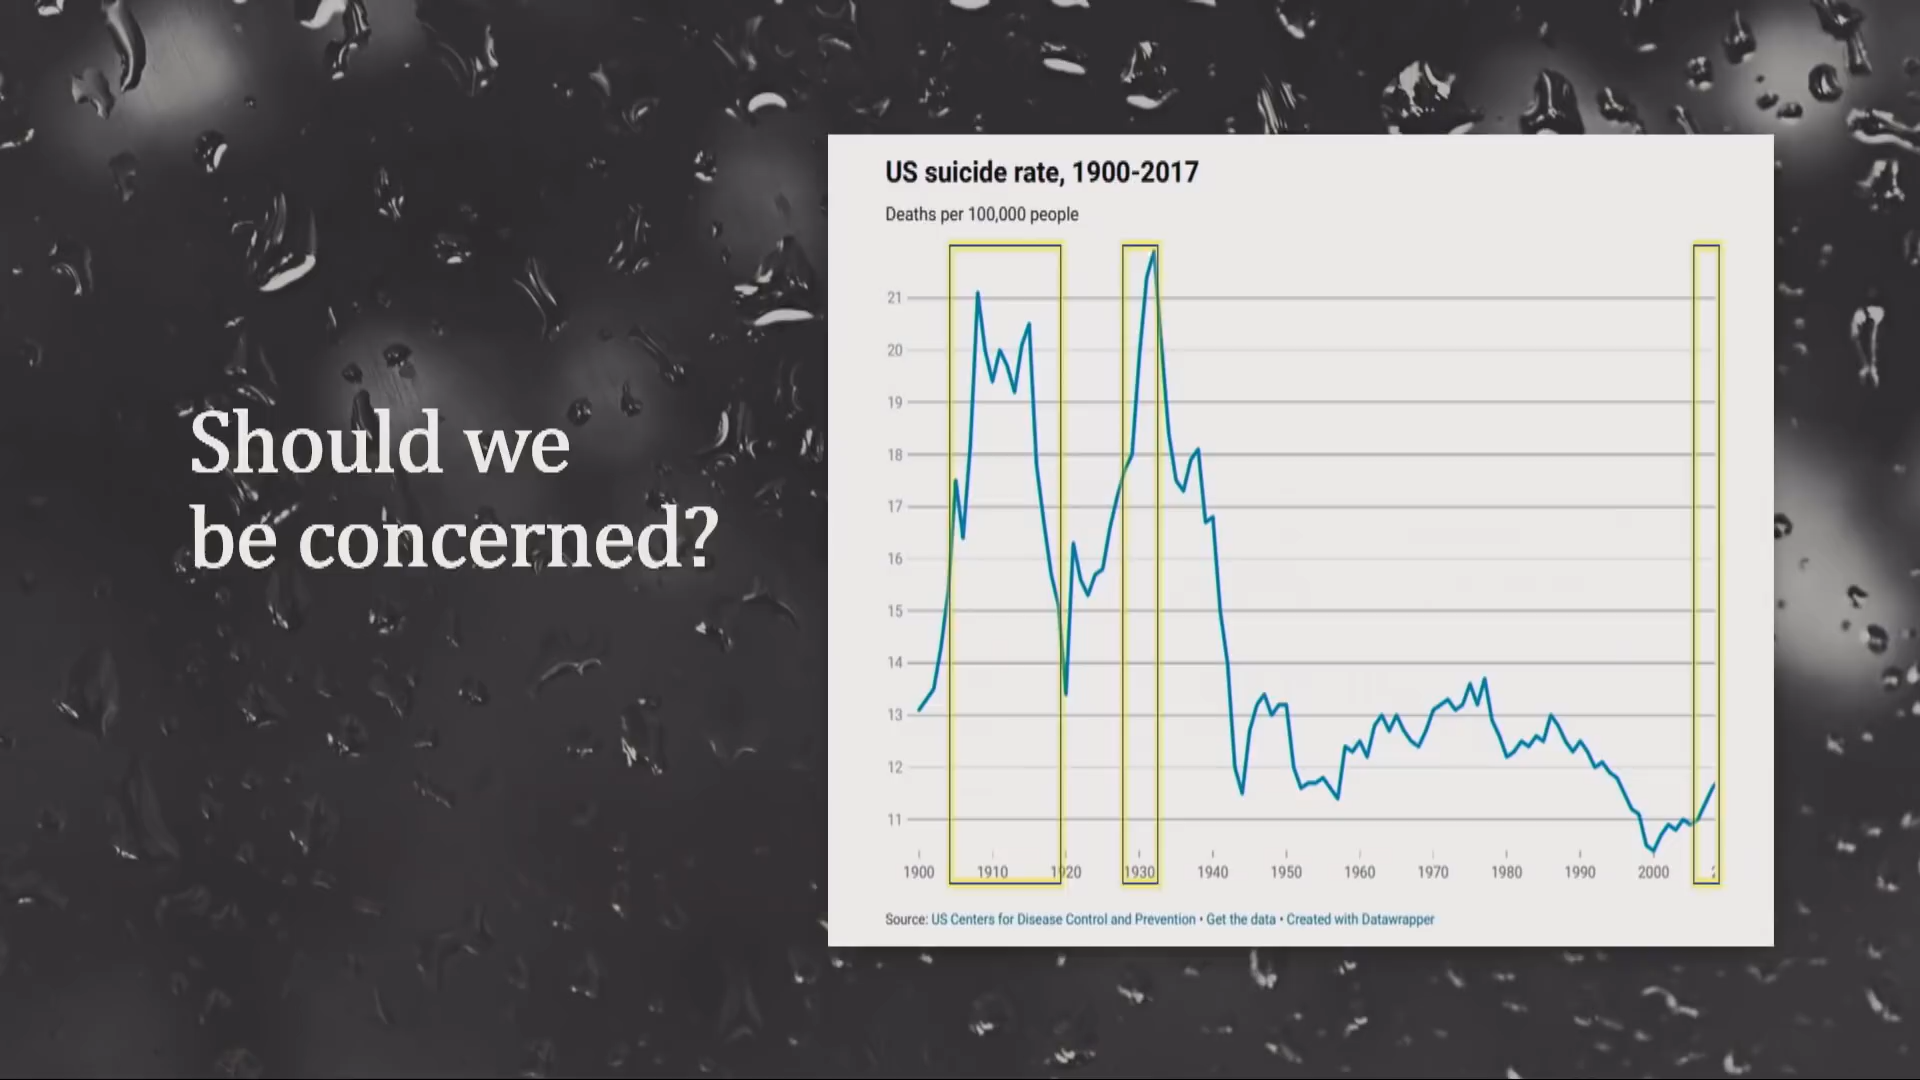 Should we
be concerned?
US suicide rate, 1900-2017
Deaths per 100,000 people
21
20
19
18
17
16
15
14
13
12
11
1900 1910 1920 1930 1940 1950 1960 1970 1980 1990 2000
Source: US Centers for Disease Control and Prevention • Get the data • Created with Datawrapper